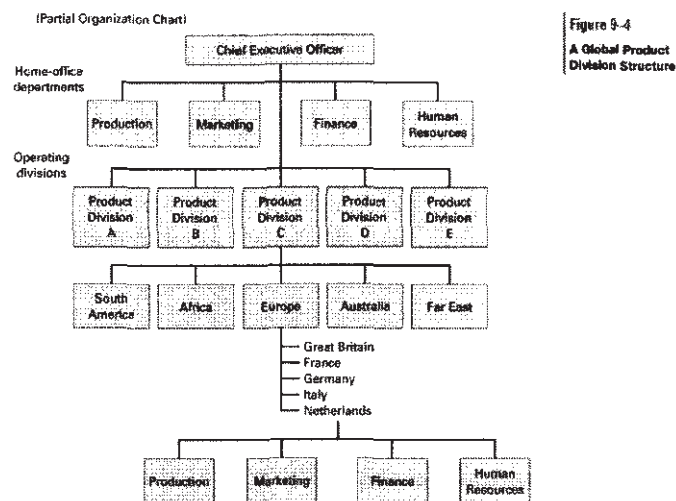 (Partial Organization Chart)
Figure 9-4
A Global Product
Division Structure
Chief Executive Officer
Home-office
departments
Production
Marketing
Finance
Human
Resources
Operating
divisions
Product
Division
A
Product
Division
B
Product
Division
C
Product
Division
D
Product
Division
E
South
America
Africa
Europe
Australia
Far East
Great Britain
France
Germany
Italy
Netherlands
Production
Marketing
Finance
Human
Resources